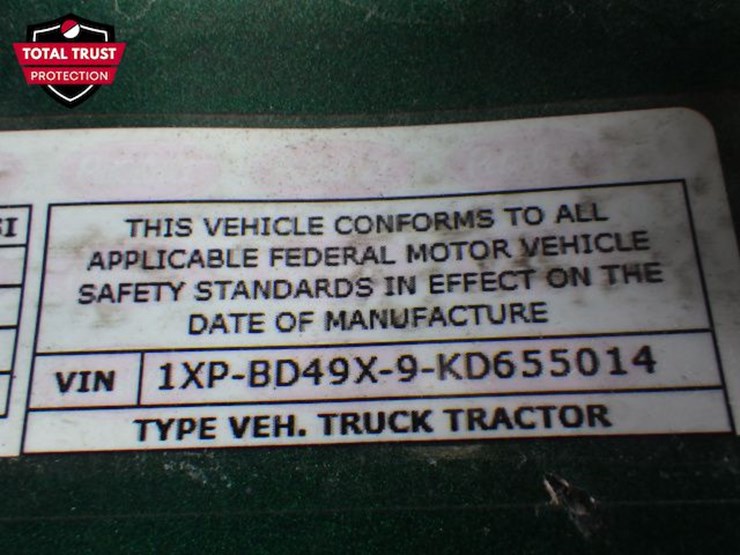 TOTAL TRUST
PROTECTION
THIS VEHICLE CONFORMS TO ALL
APPLICABLE FEDERAL MOTOR VEHICLE
SAFETY STANDARDS IN EFFECT ON THE
DATE OF MANUFACTURE
VIN 1XP-BD49X-9-KD655014
TYPE VEH. TRUCK TRACTOR